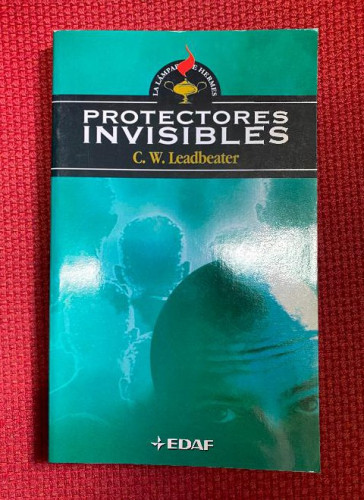 LA LÁMPARA DE HERMES
PROTECTORES
INVISIBLES
C. W. Leadbeater
EDAF